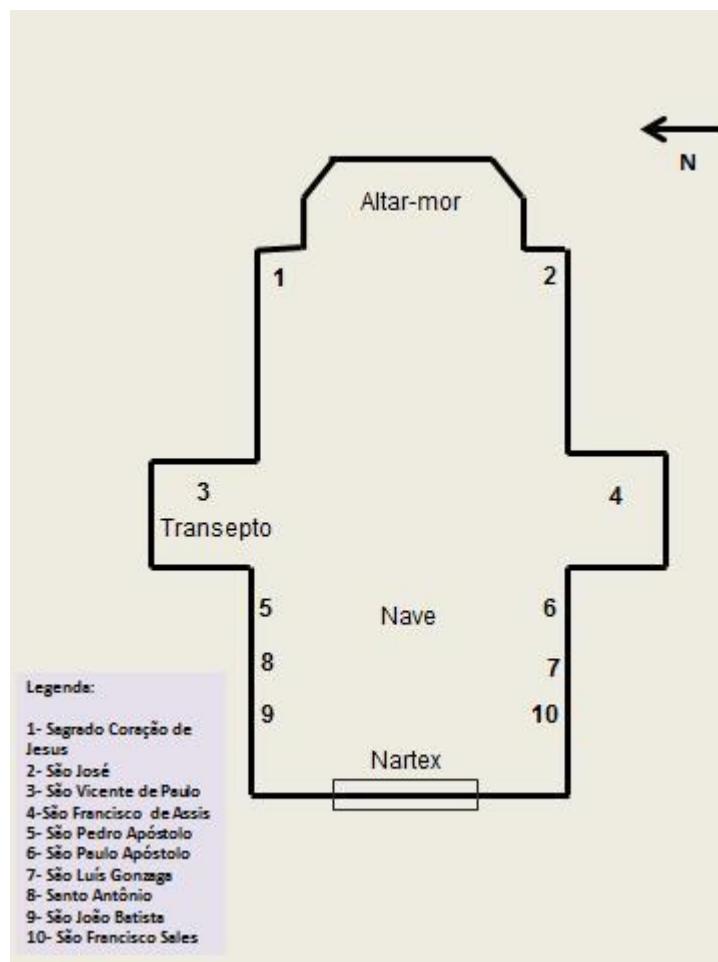 N
Altar-mor
1
2
3
4
Transepto
5
6
Nave
8
7
9
10
Nartex
Legenda:
1- Sagrado Coração de
Jesus
2- São José
3- São Vicente de Paulo
4-São Francisco de Assis
5- São Pedro Apóstolo
6- São Paulo Apóstolo
7- São Luís Gonzaga
8- Santo Antônio
9- São João Batista
10- São Francisco Sales